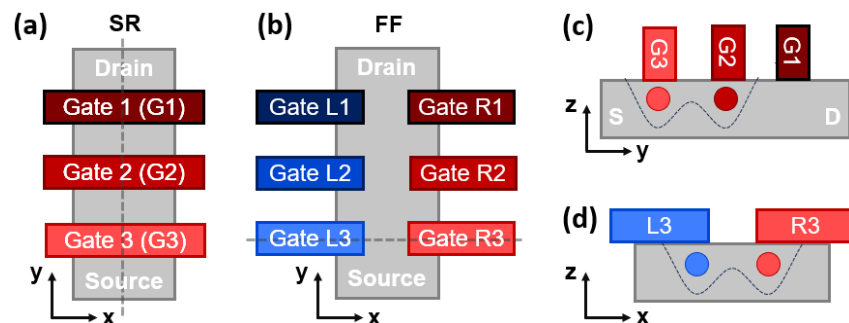 (a)
SR
Drain
Gate 1 (G1)
Gate 2 (G2)
Gate 3 (G3)
Source
y
x
(b)
FF
Drain
Gate L1
Gate R1
Gate L2
Gate R2
Gate L3
Gate R3
Source
y
x
(c)
G3
G2
G1
S
D
z
y
(d)
L3
R3
z
x